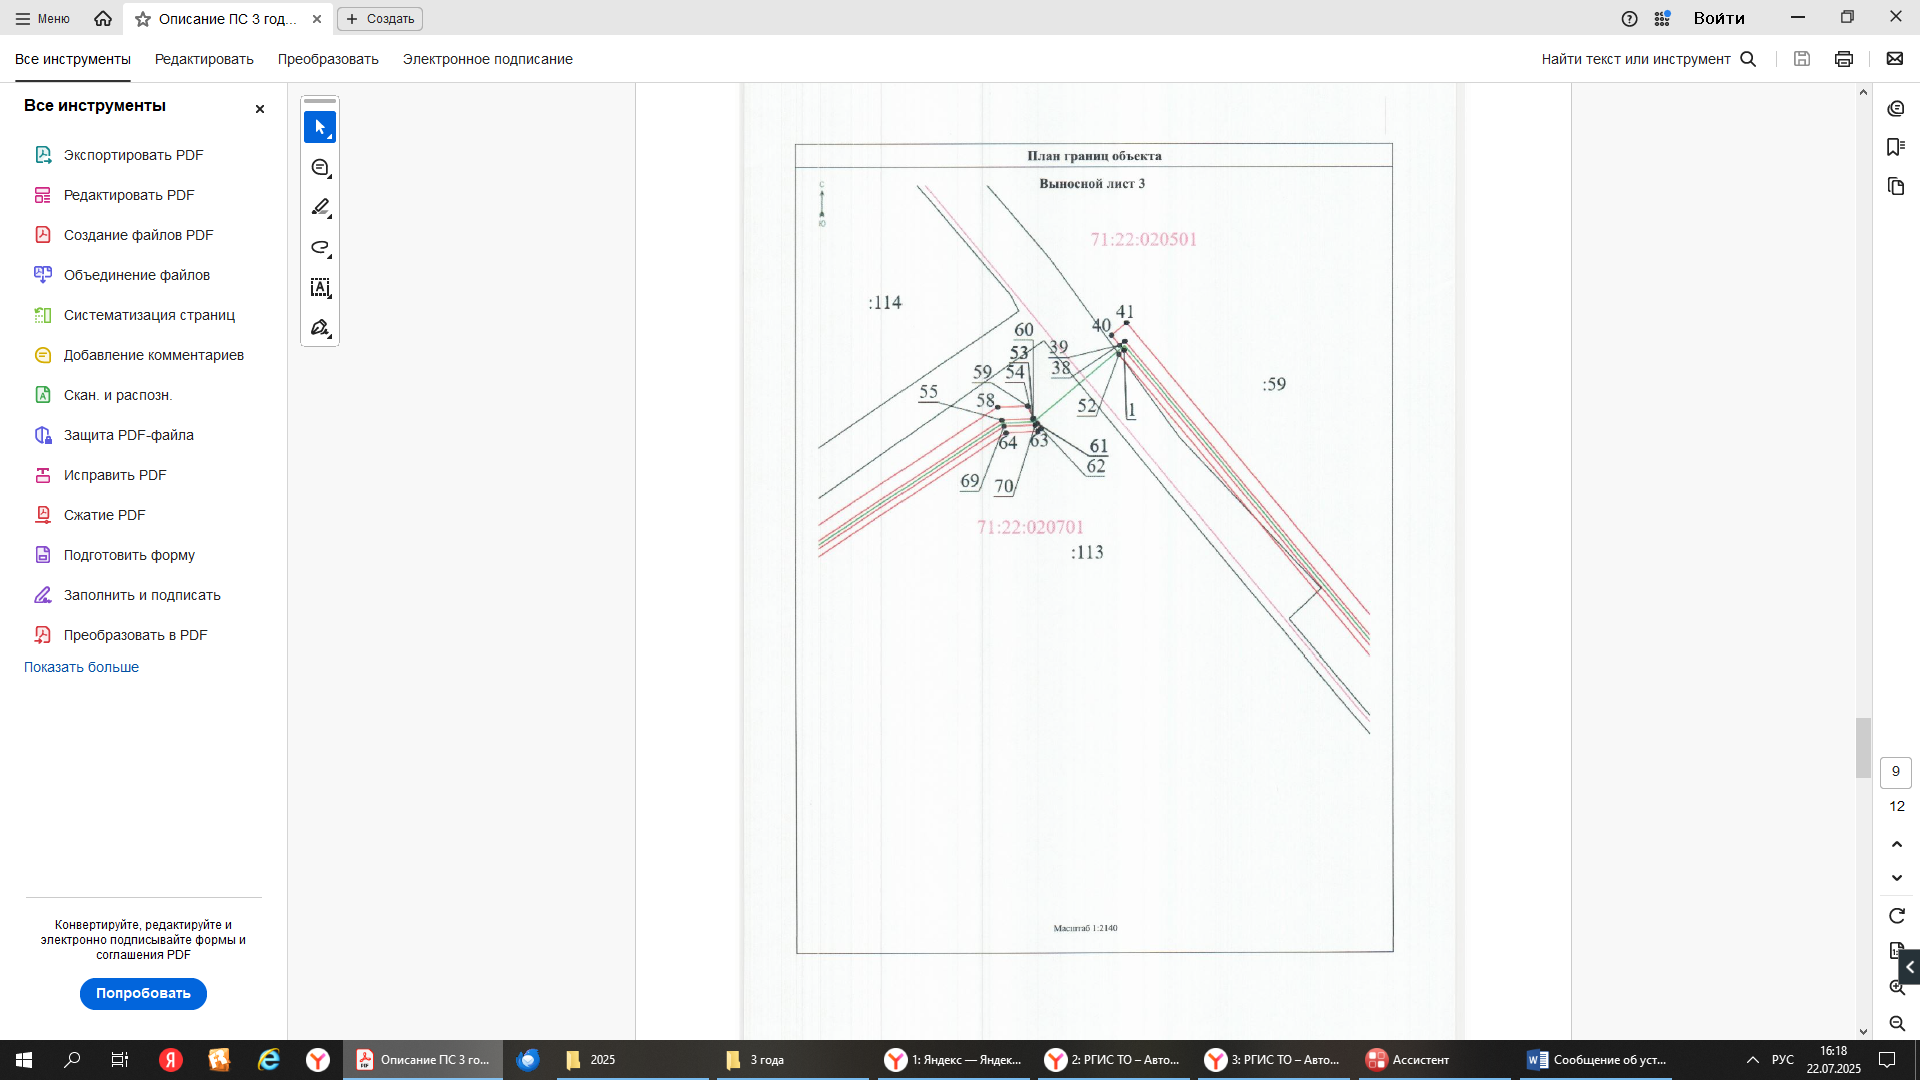 Меню
Описание ПС 3 год...
Создать
Войти
Все инструменты
Редактировать
Преобразовать
Электронное подписание
Найти текст или инструмент
Все инструменты
Экспортировать PDF
Редактировать PDF
Создание файлов PDF
Объединение файлов
Систематизация страниц
Добавление комментариев
Скан. и распозн.
Защита PDF-файла
Исправить PDF
Сжатие PDF
Подготовить форму
Заполнить и подписать
Преобразовать в PDF
Показать больше
Конвертируйте, редактируйте и
электронно подписывайте формы и
соглашения PDF
Попробовать
План границ объекта
Выносной лист 3
С
Ю
71:22:020501
:114
41
40
60
39
53
38
59
54
:59
55
58
52
1
64
63
61
62
69
70
71:22:020701
:113
Масштаб 1:2140
9
12
Описание ПС 3 го...
2025
3 года
1: Яндекс — Яндек...
2: РГИС ТО – Авто...
3: РГИС ТО – Авто...
Ассистент
Сообщение об уст...
РУС
16:18
22.07.2025